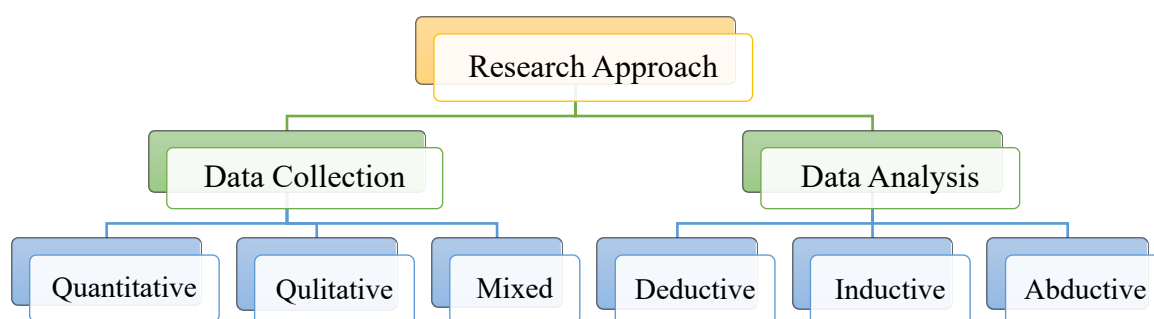 Research Approach
Data Collection
Data Analysis
Quantitative
Qulitative
Mixed
Deductive
Inductive
Abductive